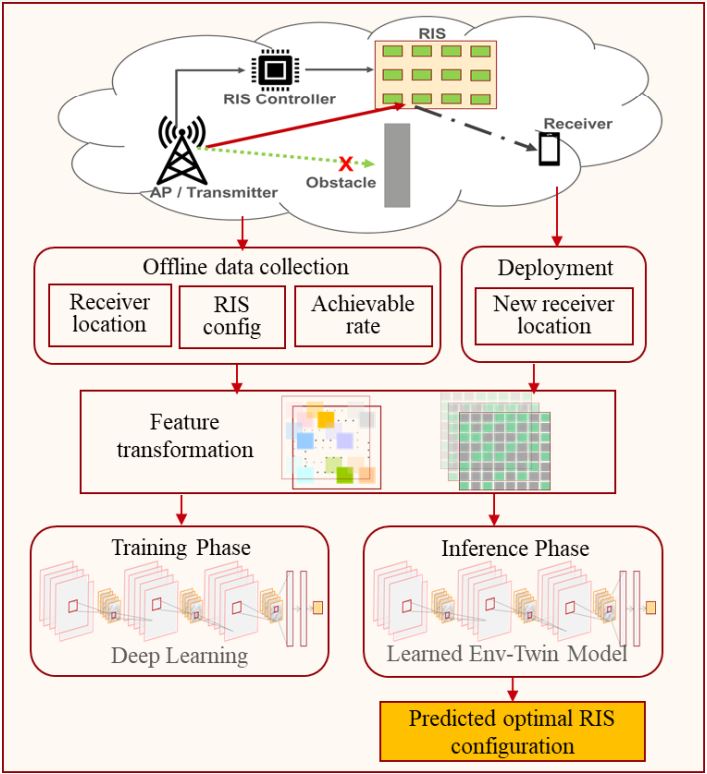 RIS
RIS Controller
Receiver
X
Obstacle
AP / Transmitter
Offline data collection
Receiver
location
RIS
config
Achievable
rate
Deployment
New receiver
location
Feature
transformation
Training Phase
Deep Learning
Inference Phase
Learned Env-Twin Model
Predicted optimal RIS
configuration